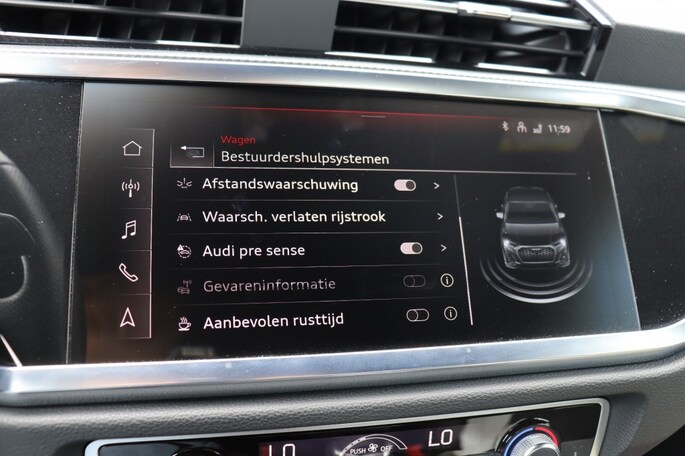 11:59
Wagen
Bestuurdershulpsystemen
Afstandswaarschuwing
Waarsch. verlaten rijstrook
Audi pre sense
Gevareninformatie
Aanbevolen rusttijd
LO
PUSH OFF
LO